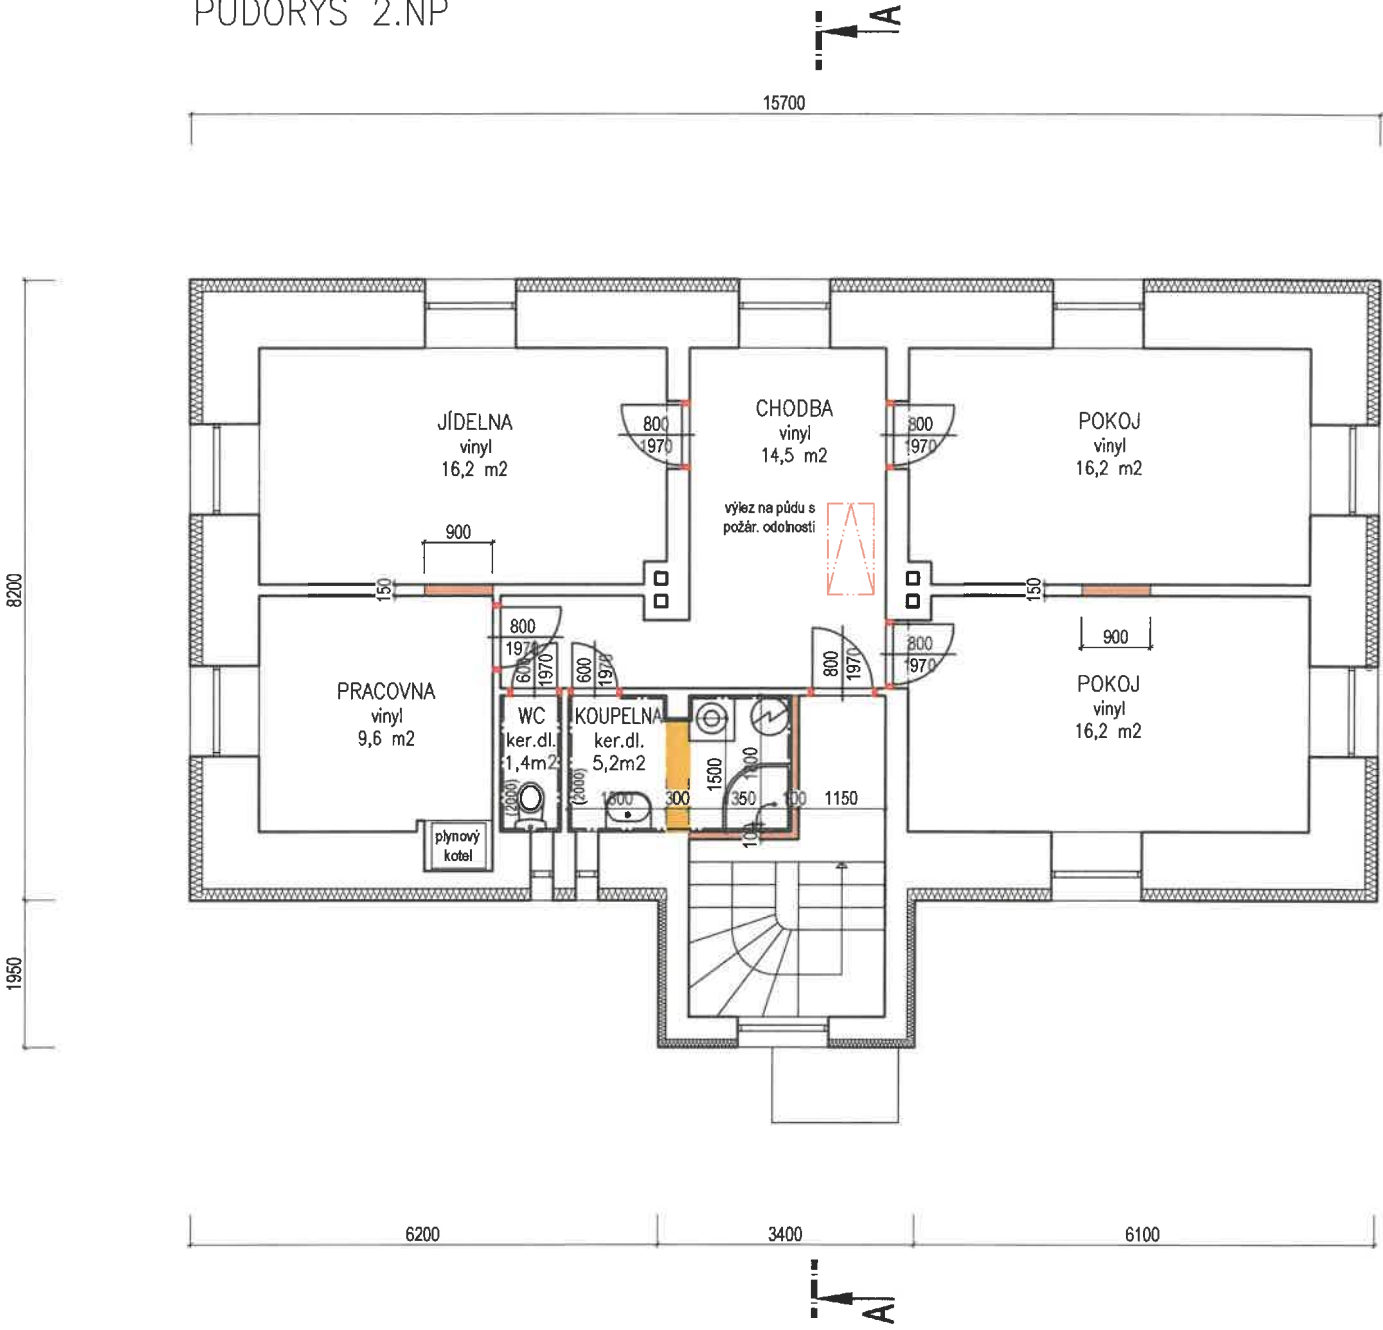 PŮDORYS 2.NP
A
15700
JÍDELNA
vinyl
16,2 m2
800
1970
CHODBA
vinyl
14,5 m2
800
1970
POKOJ
vinyl
16,2 m2
výlez na půdu s
požár. odolností
900
150
150
900
8200
800
1970
600
1970
600
1970
800
1970
800
1970
PRACOVNA
vinyl
9,6 m2
WC
ker.dl.
1,4m2
(2000)
KOUPELNA
ker.dl.
5,2m2
(2000)
POKOJ
vinyl
16,2 m2
1500
300
350
100
1150
100
plynový
kotel
1950
6200
3400
6100
A